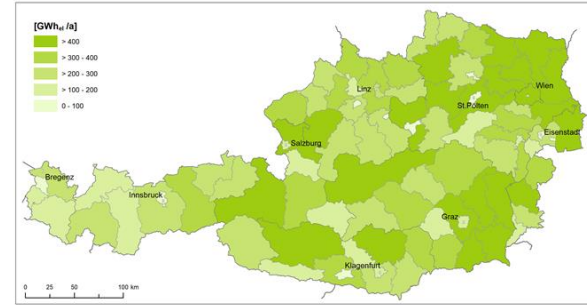 [GWhel /a]
> 400
> 300 - 400
> 200 - 300
> 100 - 200
0 - 100
Linz
Wien
St.Pölten
Eisenstadt
Salzburg
Bregenz
Innsbruck
Graz
Klagenfurt
0 25 50 100 km